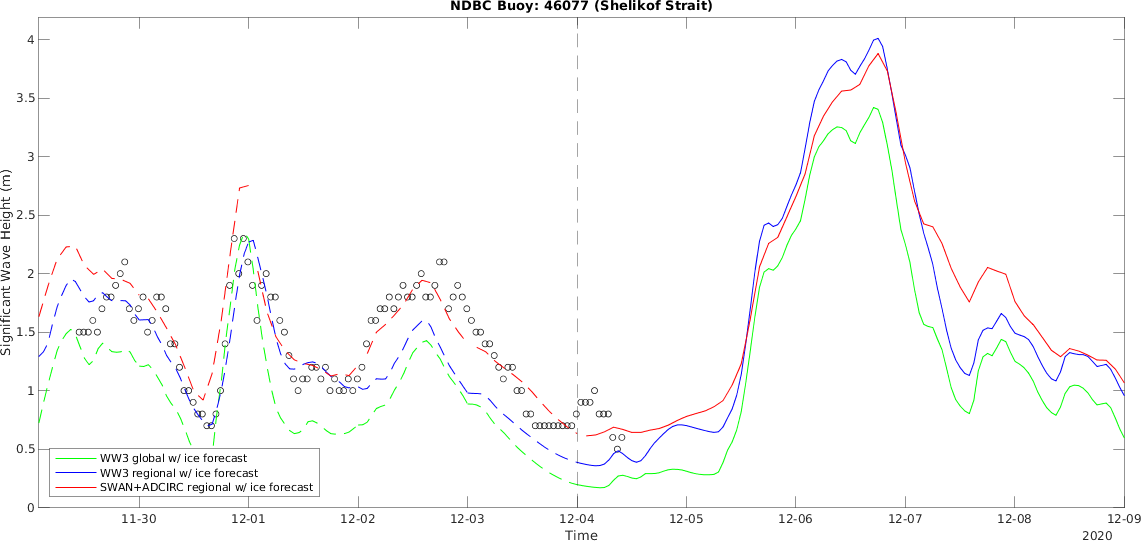 NDBC Buoy: 46077 (Shelikof Strait)
Significant Wave Height (m)
4
3.5
3
2.5
2
1.5
1
0.5
0
WW3 global w/ ice forecast
WW3 regional w/ ice forecast
SWAN+ADCIRC regional w/ ice forecast
11-30 12-01 12-02 12-03 12-04 12-05 12-06 12-07 12-08 12-09
Time
2020